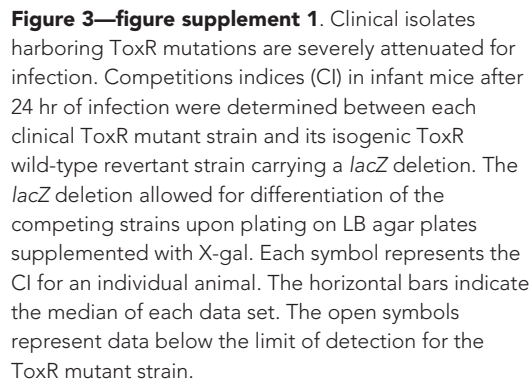 Figure 3—figure supplement 1. Clinical isolates
harboring ToxR mutations are severely attenuated for
infection. Competitions indices (CI) in infant mice after
24 hr of infection were determined between each
clinical ToxR mutant strain and its isogenic ToxR
wild-type revertant strain carrying a lacZ deletion. The
lacZ deletion allowed for differentiation of the
competing strains upon plating on LB agar plates
supplemented with X-gal. Each symbol represents the
CI for an individual animal. The horizontal bars indicate
the median of each data set. The open symbols
represent data below the limit of detection for the
ToxR mutant strain.